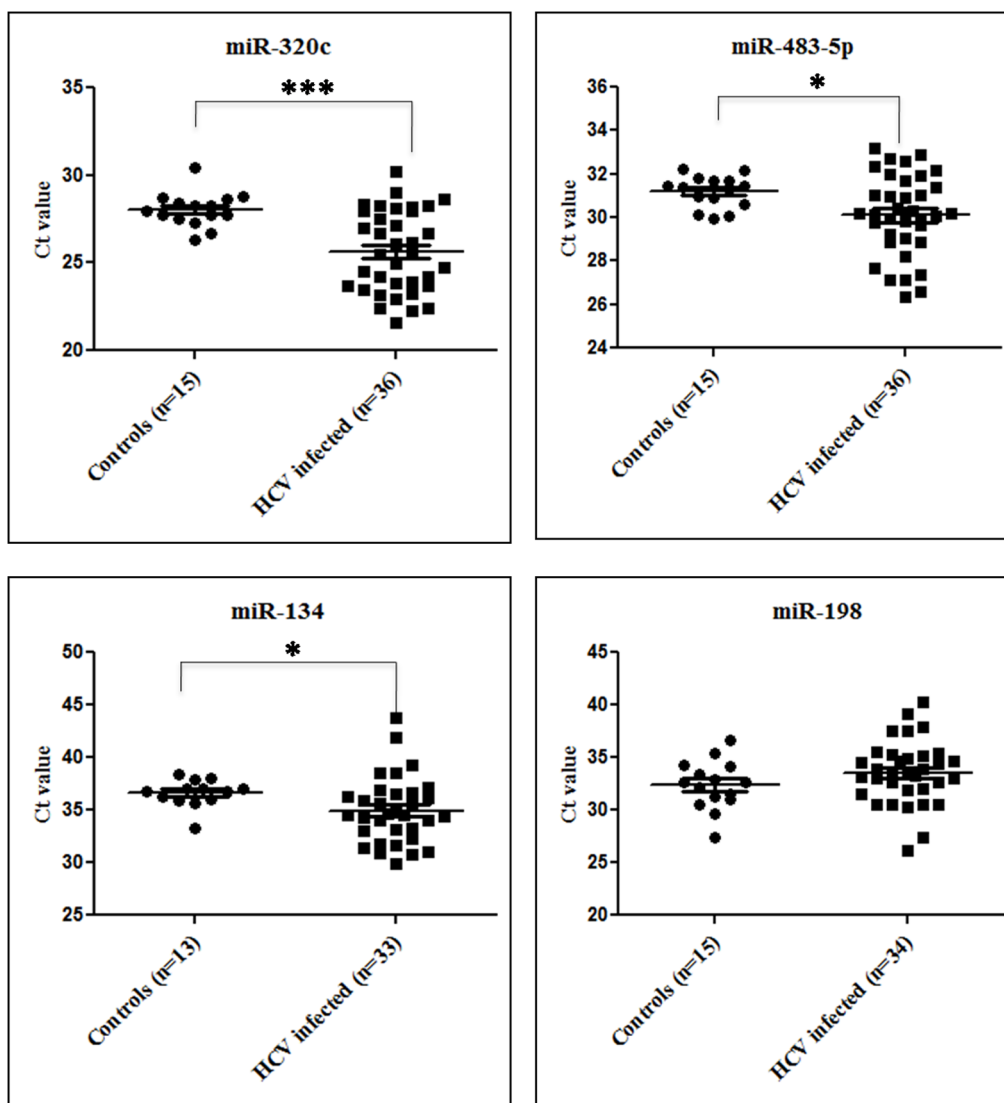 miR-320c
***
35
30
25
20
Ct value
Controls (n=15)
HCV infected (n=36)
miR-483-5p
*
36
34
32
30
28
26
24
Ct value
Controls (n=15)
HCV infected (n=36)
miR-134
*
50
45
40
35
30
25
Ct value
Controls (n=13)
HCV infected (n=33)
miR-198
45
40
35
30
25
20
Ct value
Controls (n=15)
HCV infected (n=34)